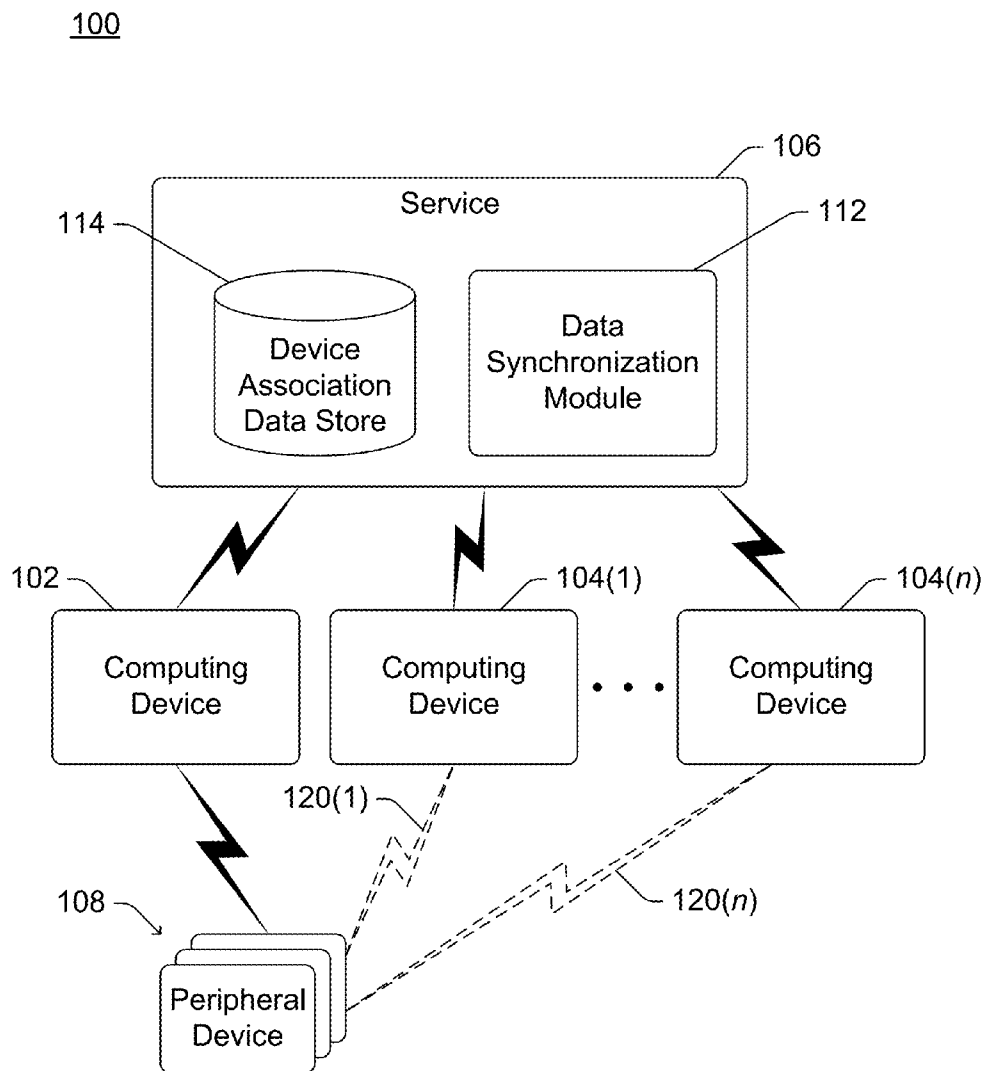 100
106
Service
114
112
Device
Association
Data Store
Data
Synchronization
Module
102
104(1)
104(n)
Computing
Device
Computing
Device
Computing
Device
120(1)
120(n)
108
Peripheral
Device